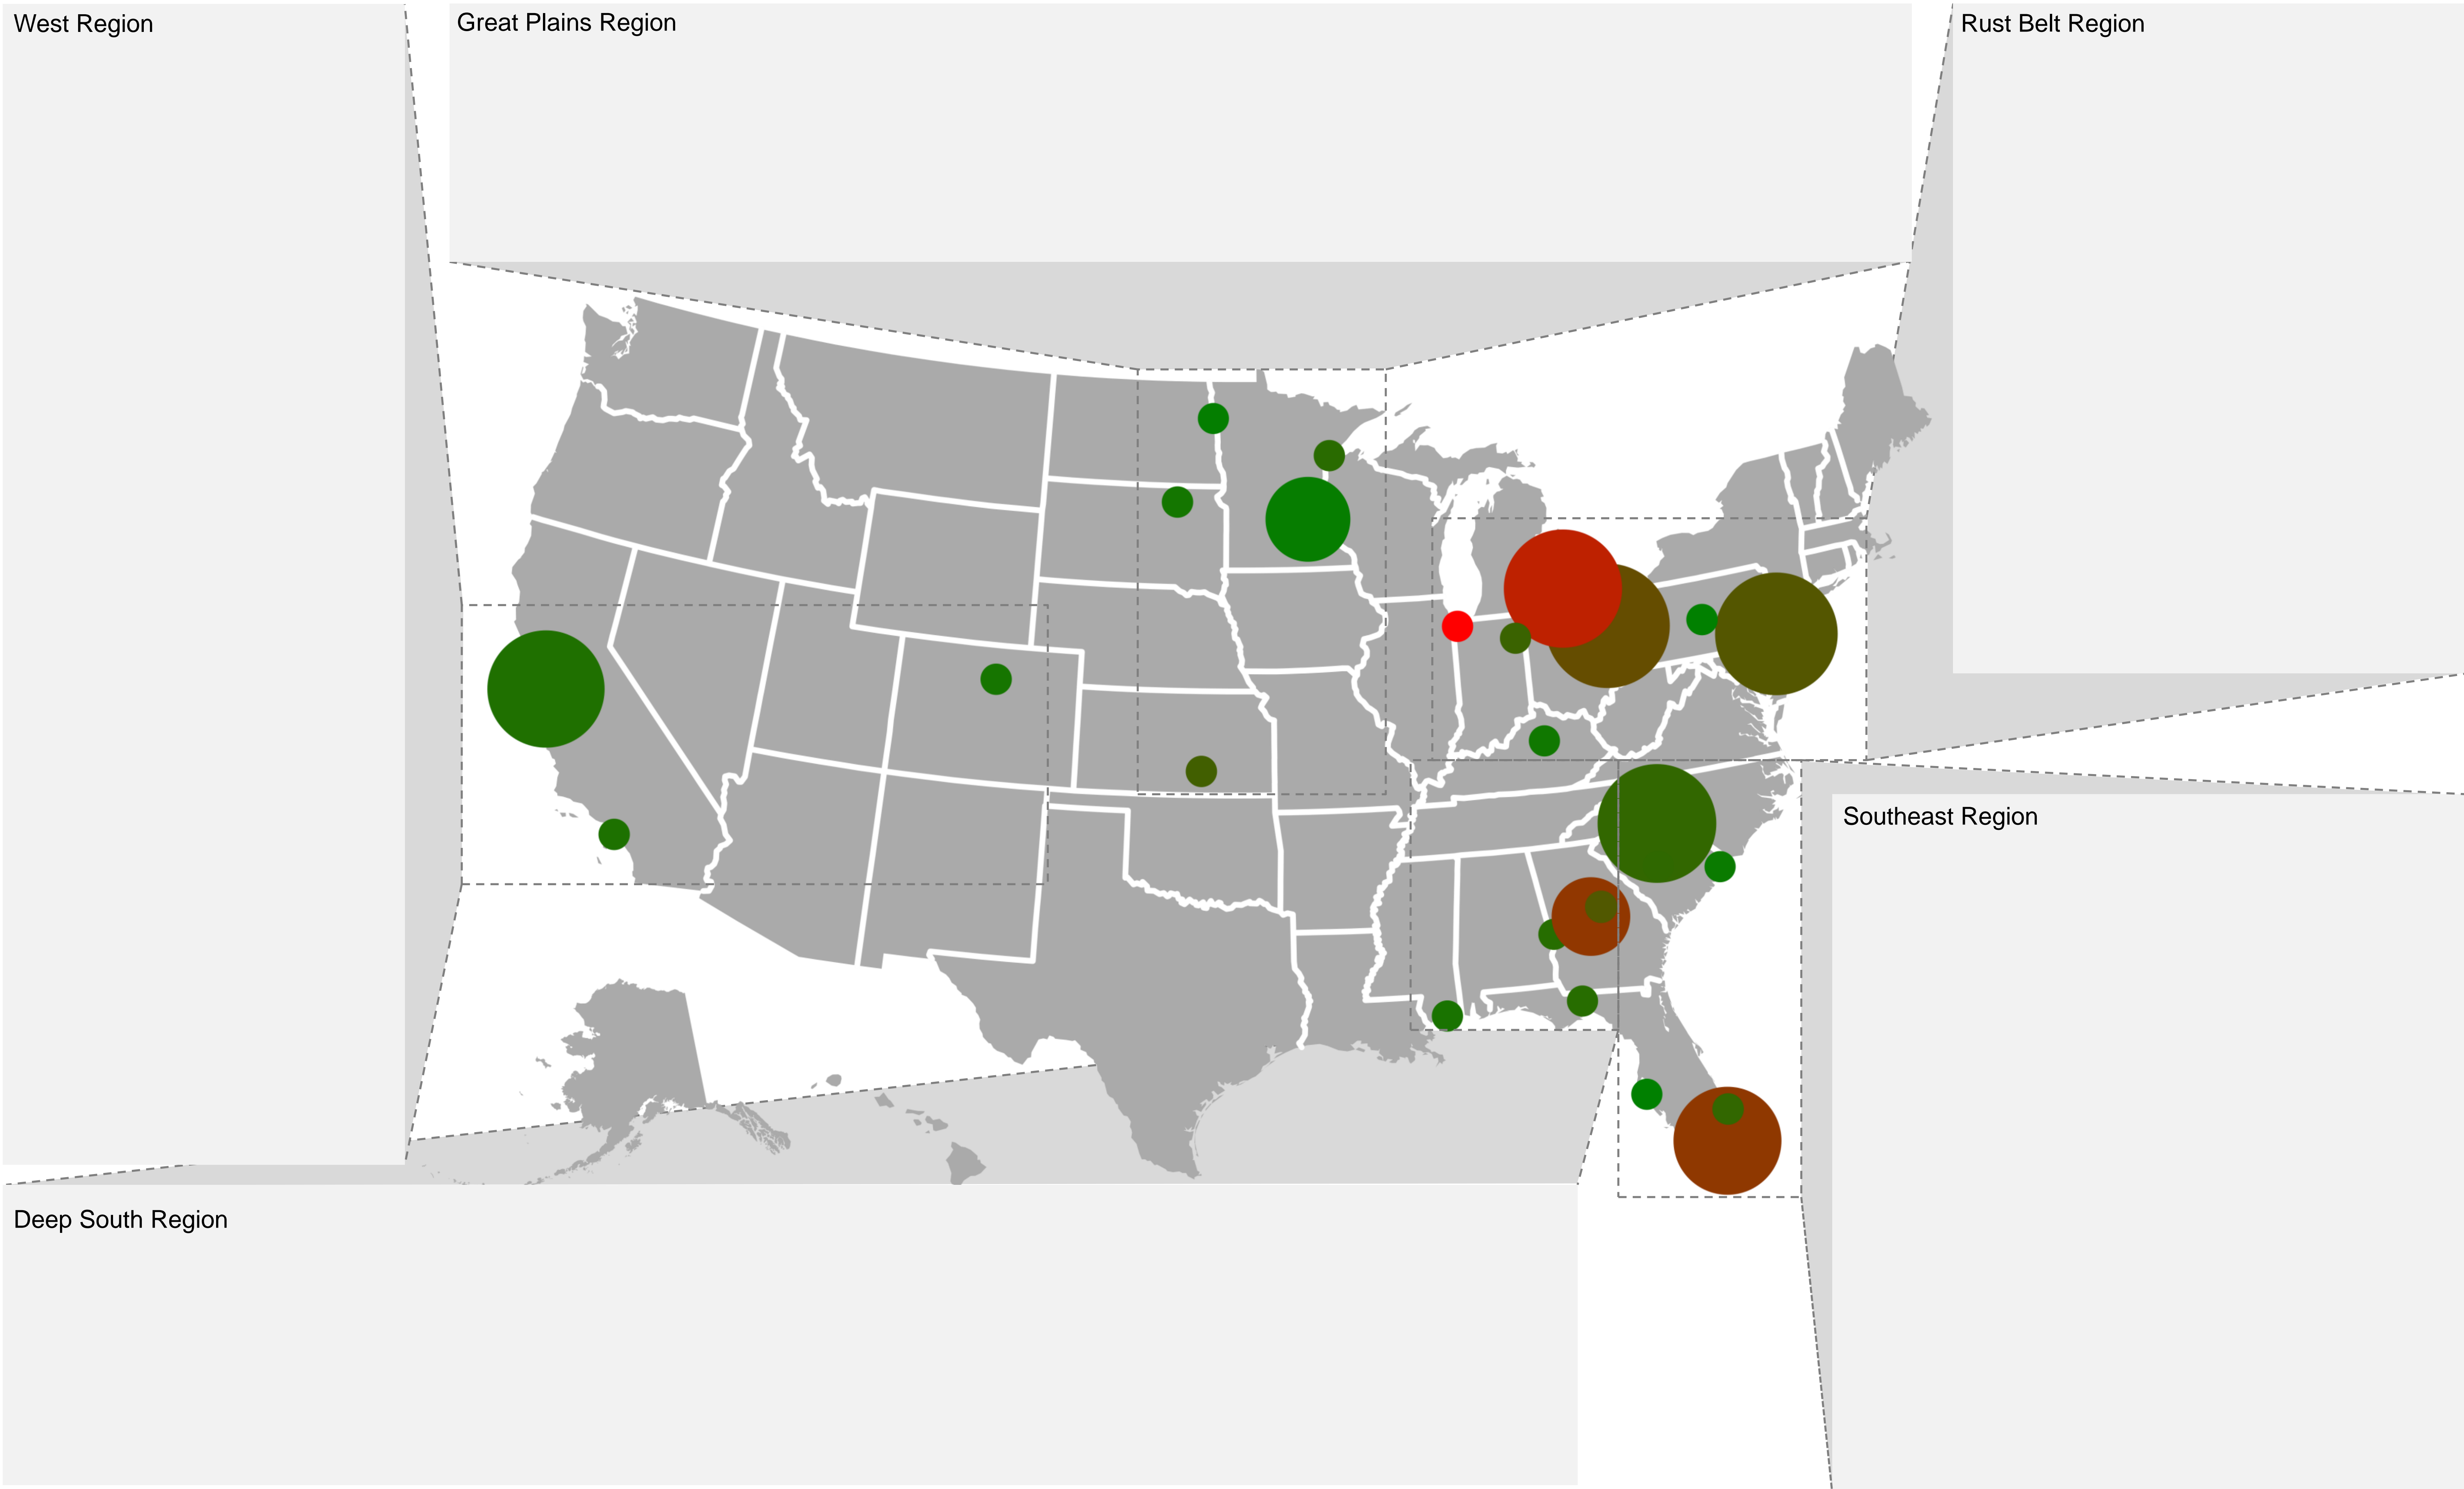 West Region
Great Plains Region
Rust Belt Region
Southeast Region
Deep South Region